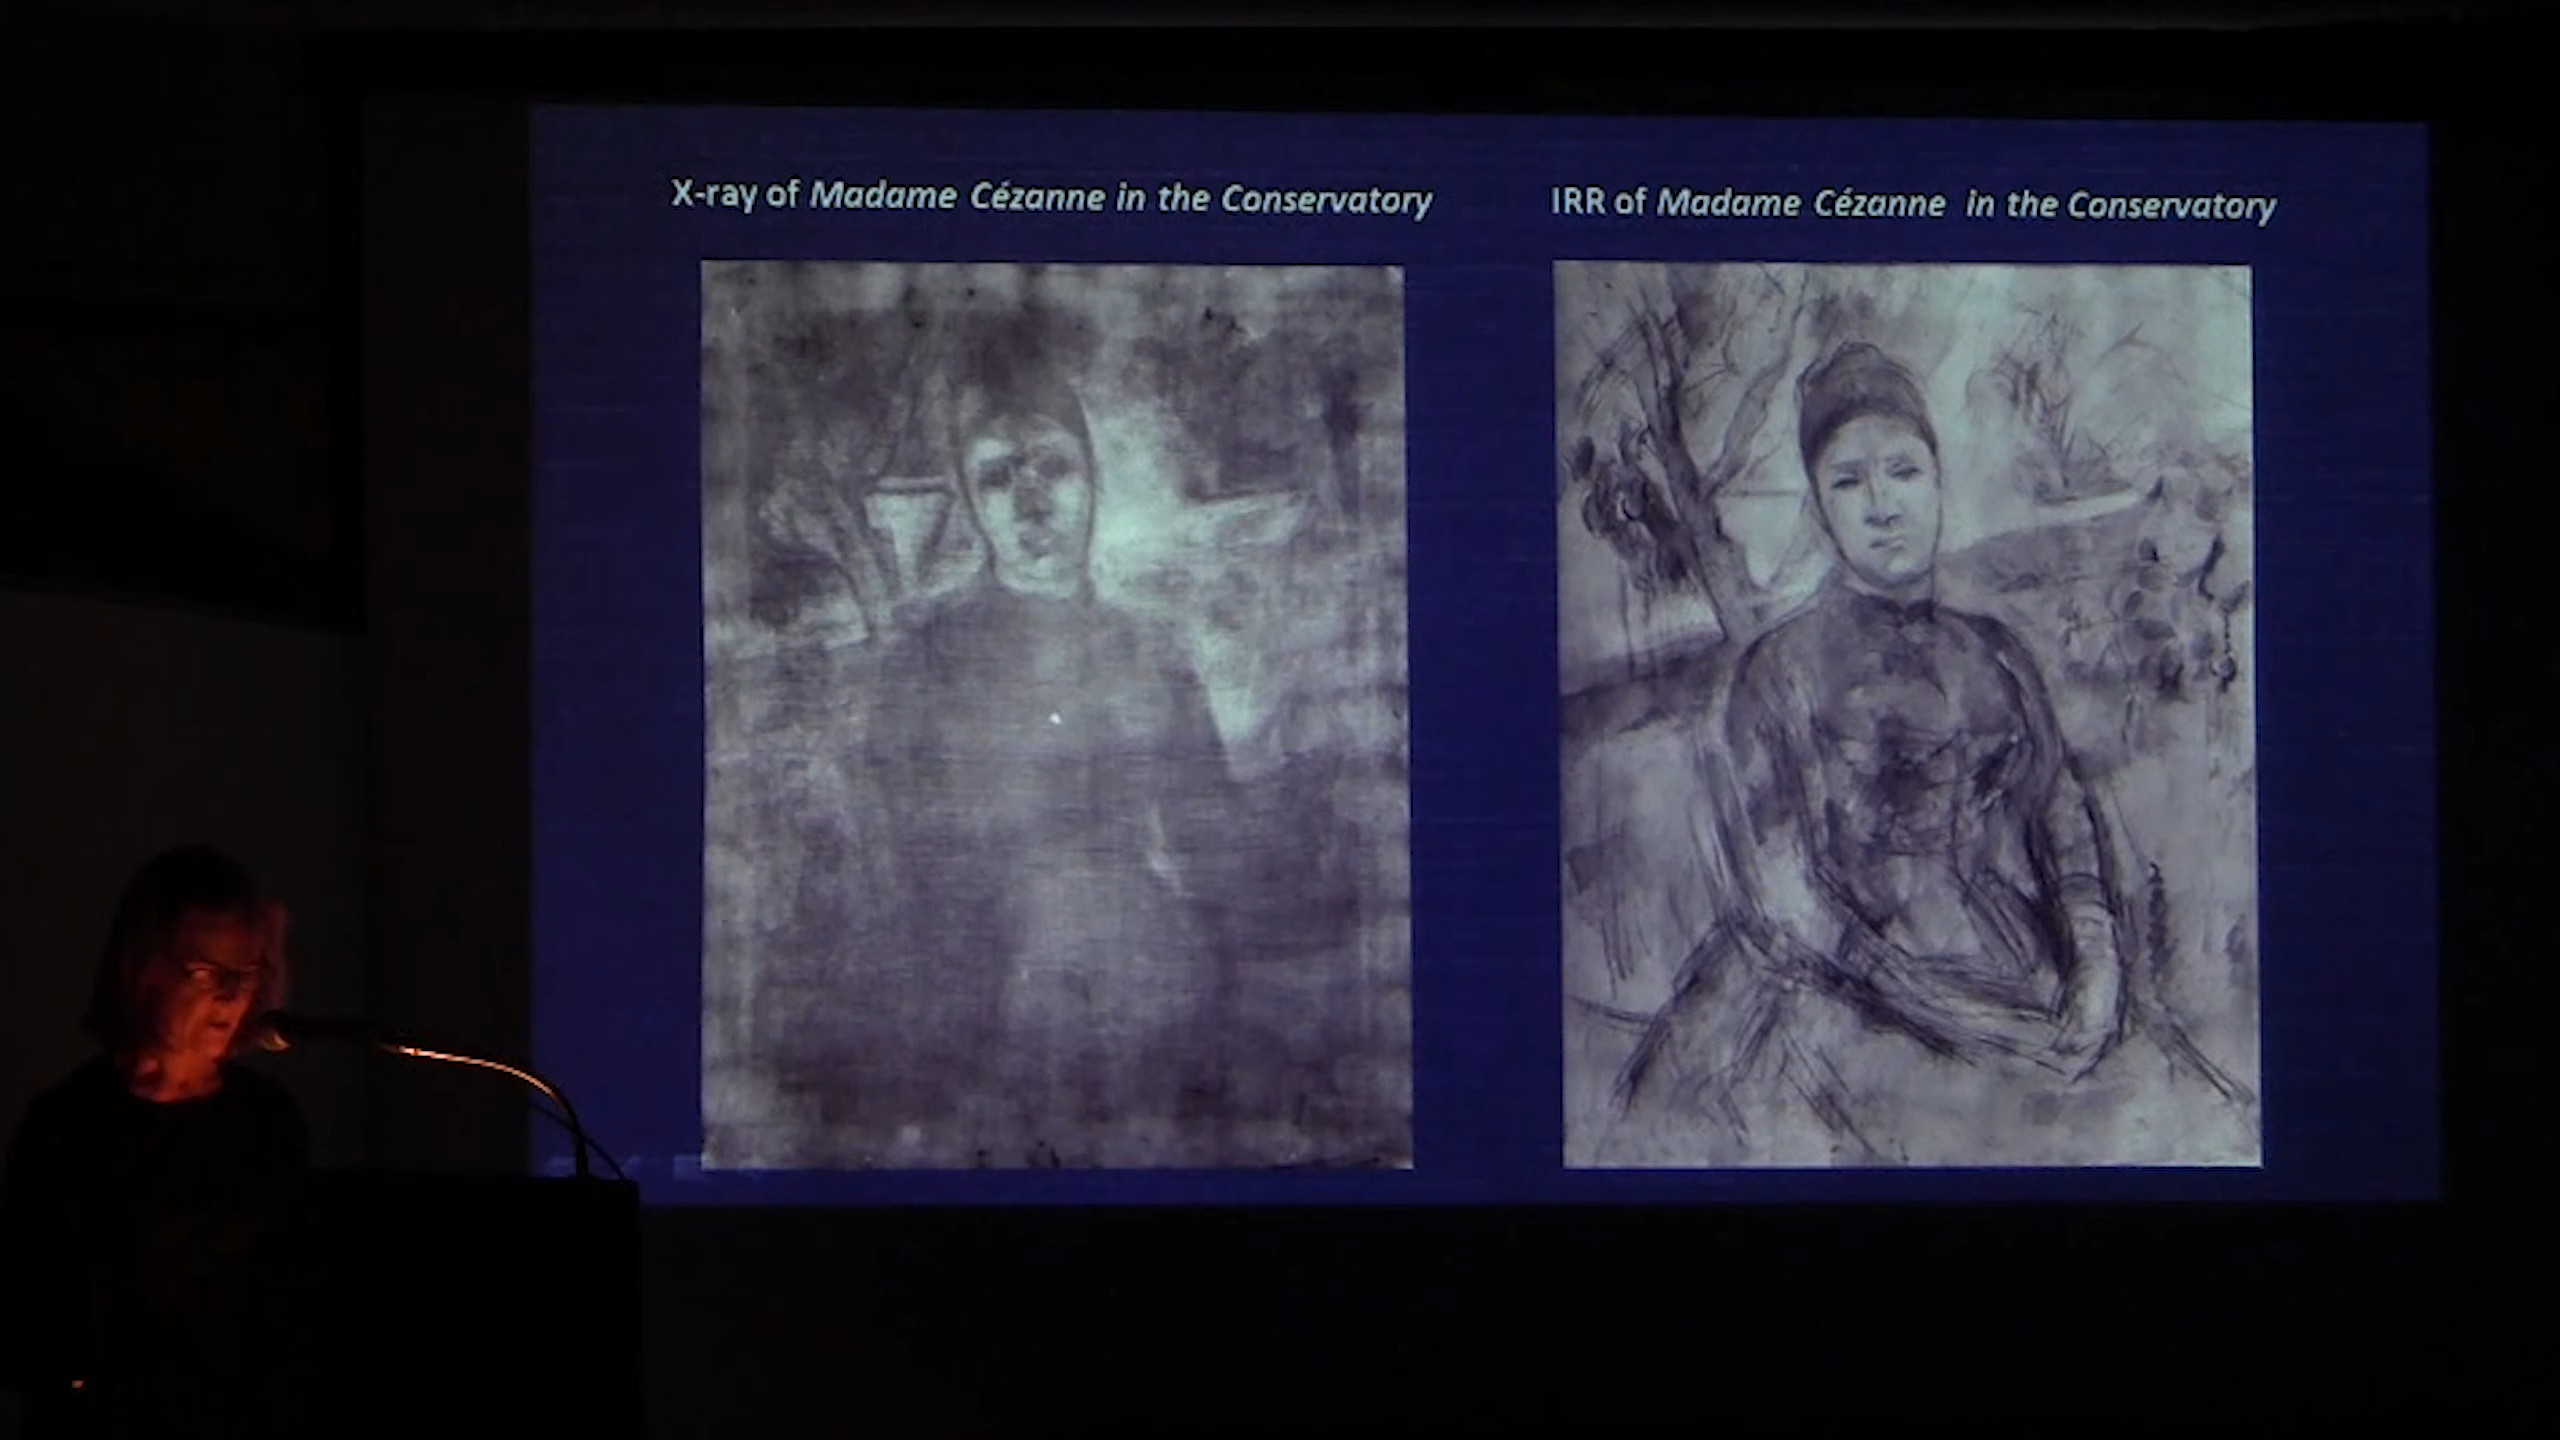 X-ray of Madame Cézanne in the Conservatory
IRR of Madame Cézanne in the Conservatory